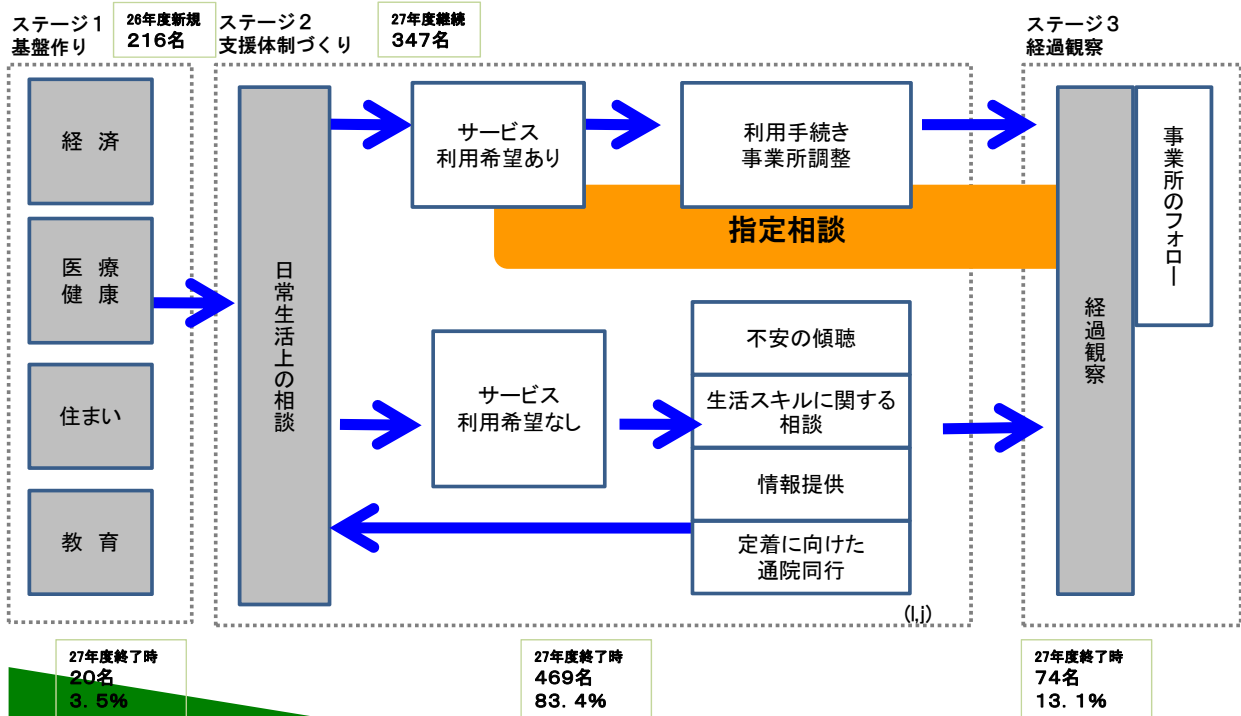 ステージ1
基盤作り
26年度新規
216名
ステージ2
支援体制づくり
27年度継続
347名
ステージ3
経過観察
経 済
医 療
健 康
住まい
教 育
日常生活上の相談
サービス
利用希望あり
利用手続き
事業所調整
指定相談
サービス
利用希望なし
不安の傾聴
生活スキルに関する
相談
情報提供
定着に向けた
通院同行
(l,j)
経過観察
事業所のフォロー
27年度終了時
20名
3. 5%
27年度終了時
469名
83. 4%
27年度終了時
74名
13. 1%